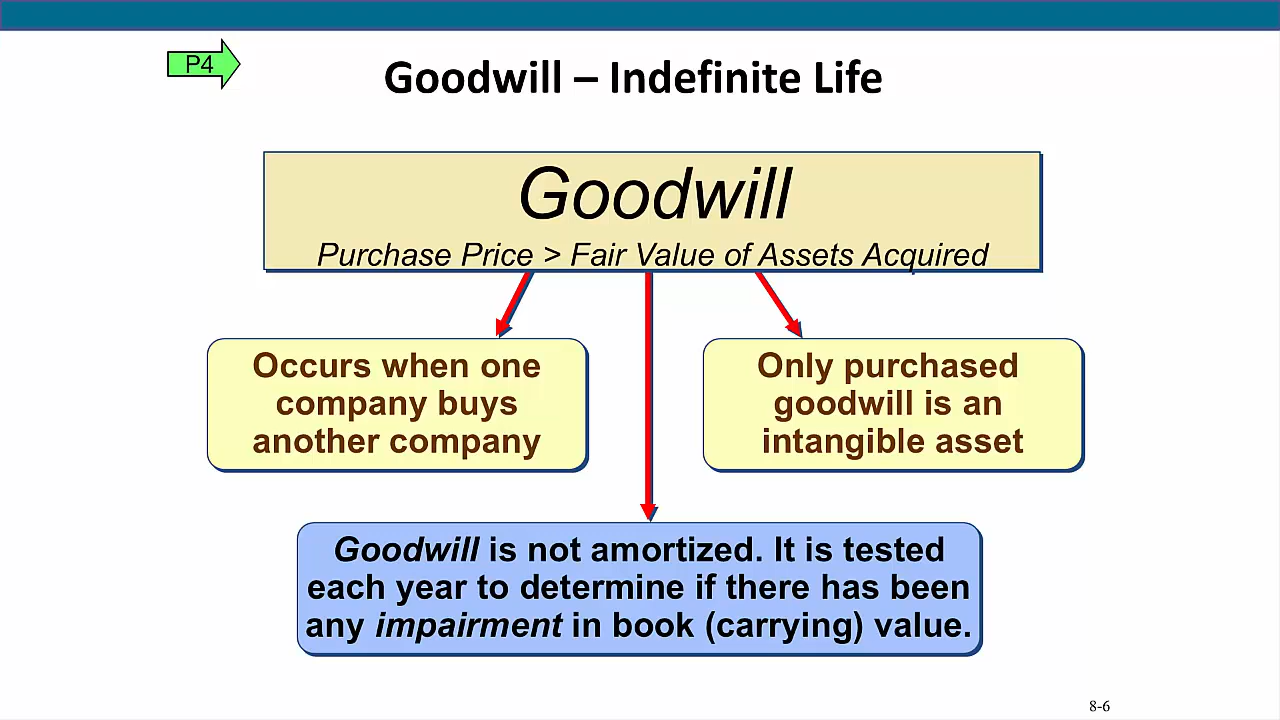 P4
Goodwill – Indefinite Life
Goodwill
Purchase Price > Fair Value of Assets Acquired
Occurs when one
company buys
another company
Only purchased
goodwill is an
intangible asset
Goodwill is not amortized. It is tested
each year to determine if there has been
any impairment in book (carrying) value.
8-6